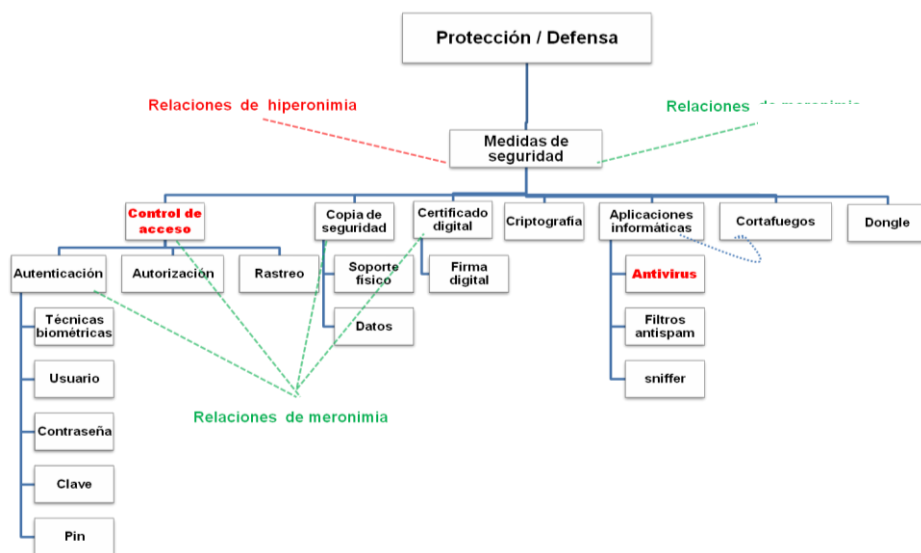 Protección / Defensa
Relaciones de hiperonimia
Relaciones
Medidas de
seguridad
Control de
acceso
Copia de
seguridad
Certificado
digital
Criptografía
Aplicaciones
informáticas
Cortafuegos
Dongle
Autenticación
Autorización
Rastreo
Soporte
físico
Firma
digital
Antivirus
Técnicas
biométricas
Datos
Filtros
antispam
Usuario
sniffer
Relaciones de meronimia
Contraseña
Clave
Pin